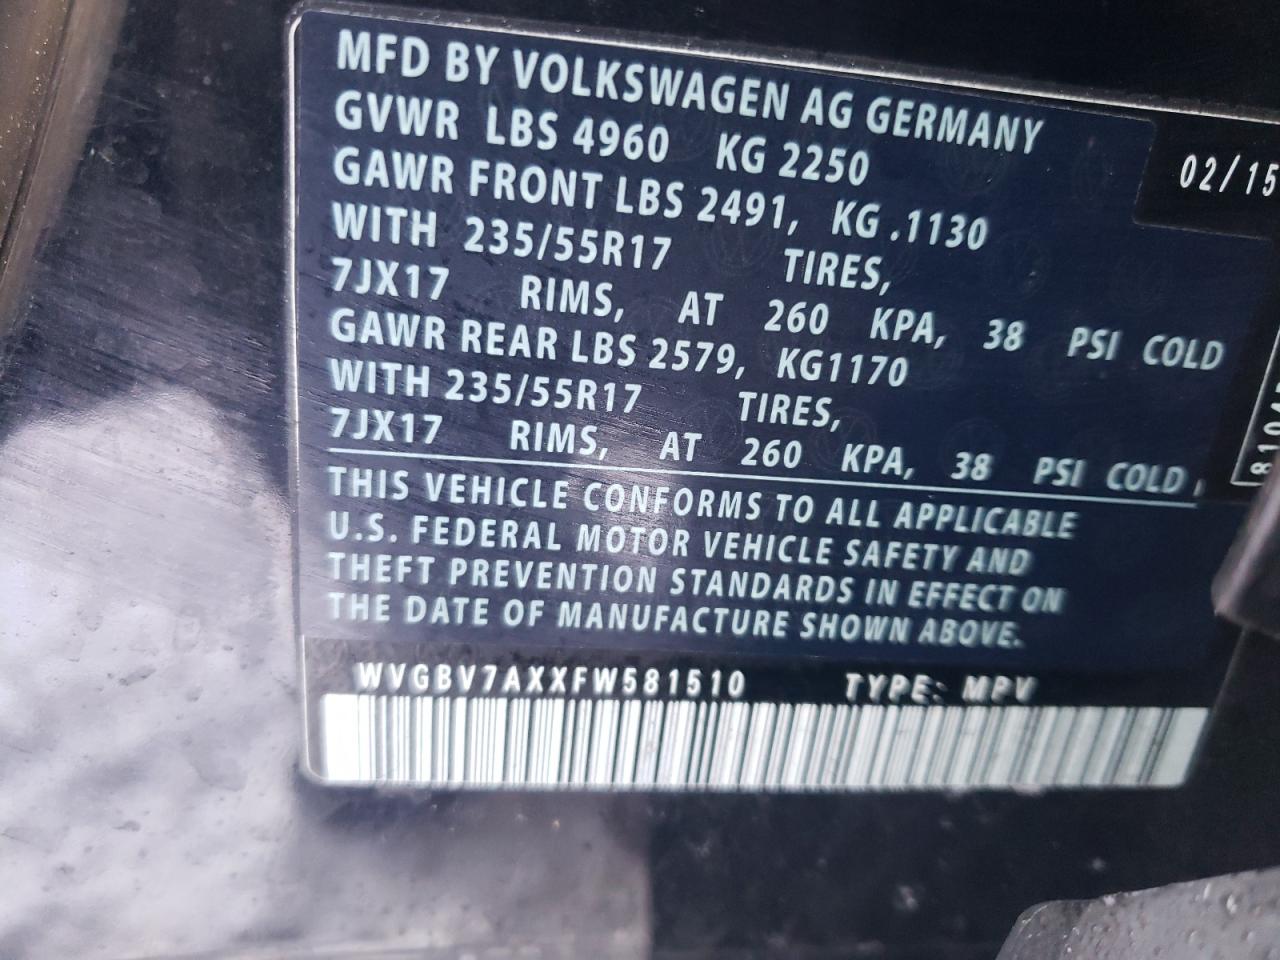 MFD BY VOLKSWAGEN AG GERMANY
GVWR LBS 4960 KG 2250
02/15
GAWR FRONT LBS 2491, KG .1130
WITH 235/55R17 TIRES,
7JX17 RIMS, AT 260 KPA, 38 PSI COLD
GAWR REAR LBS 2579, KG1170
WITH 235/55R17 TIRES,
7JX17 RIMS, AT 260 KPA, 38 PSI COLD,
THIS VEHICLE CONFORMS TO ALL APPLICABLE
U.S. FEDERAL MOTOR VEHICLE SAFETY AND
THEFT PREVENTION STANDARDS IN EFFECT ON
THE DATE OF MANUFACTURE SHOWN ABOVE.
WVGBV7AXXFW581510 TYPE: MPV